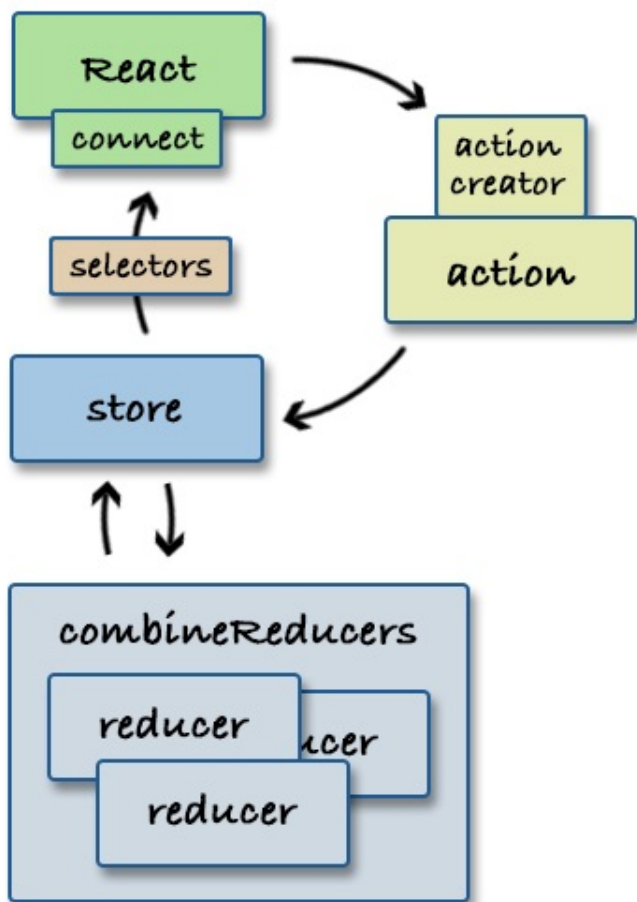 React
connect
action
creator
action
selectors
store
combineReducers
reducer
ucer
reducer